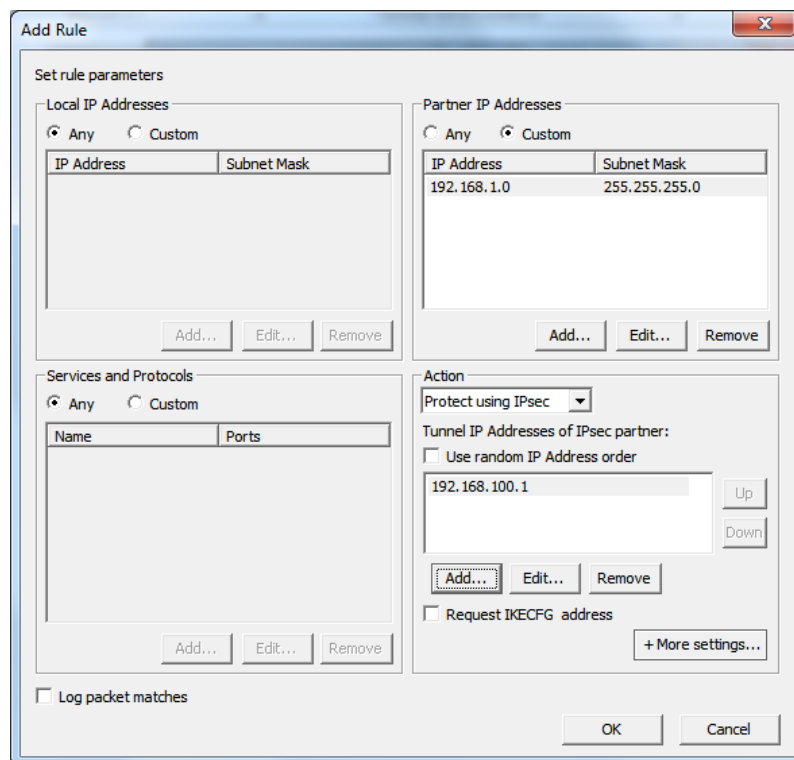 Add Rule
Set rule parameters
Local IP Addresses
Any Custom
IP Address Subnet Mask
Add... Edit... Remove
Partner IP Addresses
Any Custom
IP Address Subnet Mask
192.168.1.0 255.255.255.0
Add... Edit... Remove
Services and Protocols
Any Custom
Name Ports
Add... Edit... Remove
Action
Protect using IPsec
Tunnel IP Addresses of IPsec partner:
Use random IP Address order
192.168.100.1
Up
Down
Add... Edit... Remove
Request IKECFG address
+More settings...
Log packet matches
OK Cancel